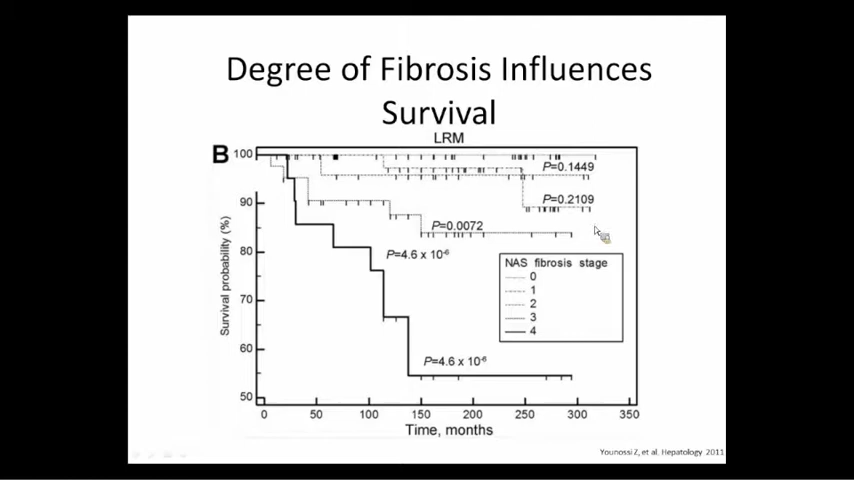 Degree of Fibrosis Influences
Survival
LRM
B
100
90
80
70
60
50
Survival probability (%)
P=0.1449
P=0.2109
P=0.0072
P=4.6 x 10-6
P=4.6 x 10-6
NAS fibrosis stage
0
1
2
3
4
0 50 100 150 200 250 300 350
Time, months
Younossi Z, et al. Hepatology 2011